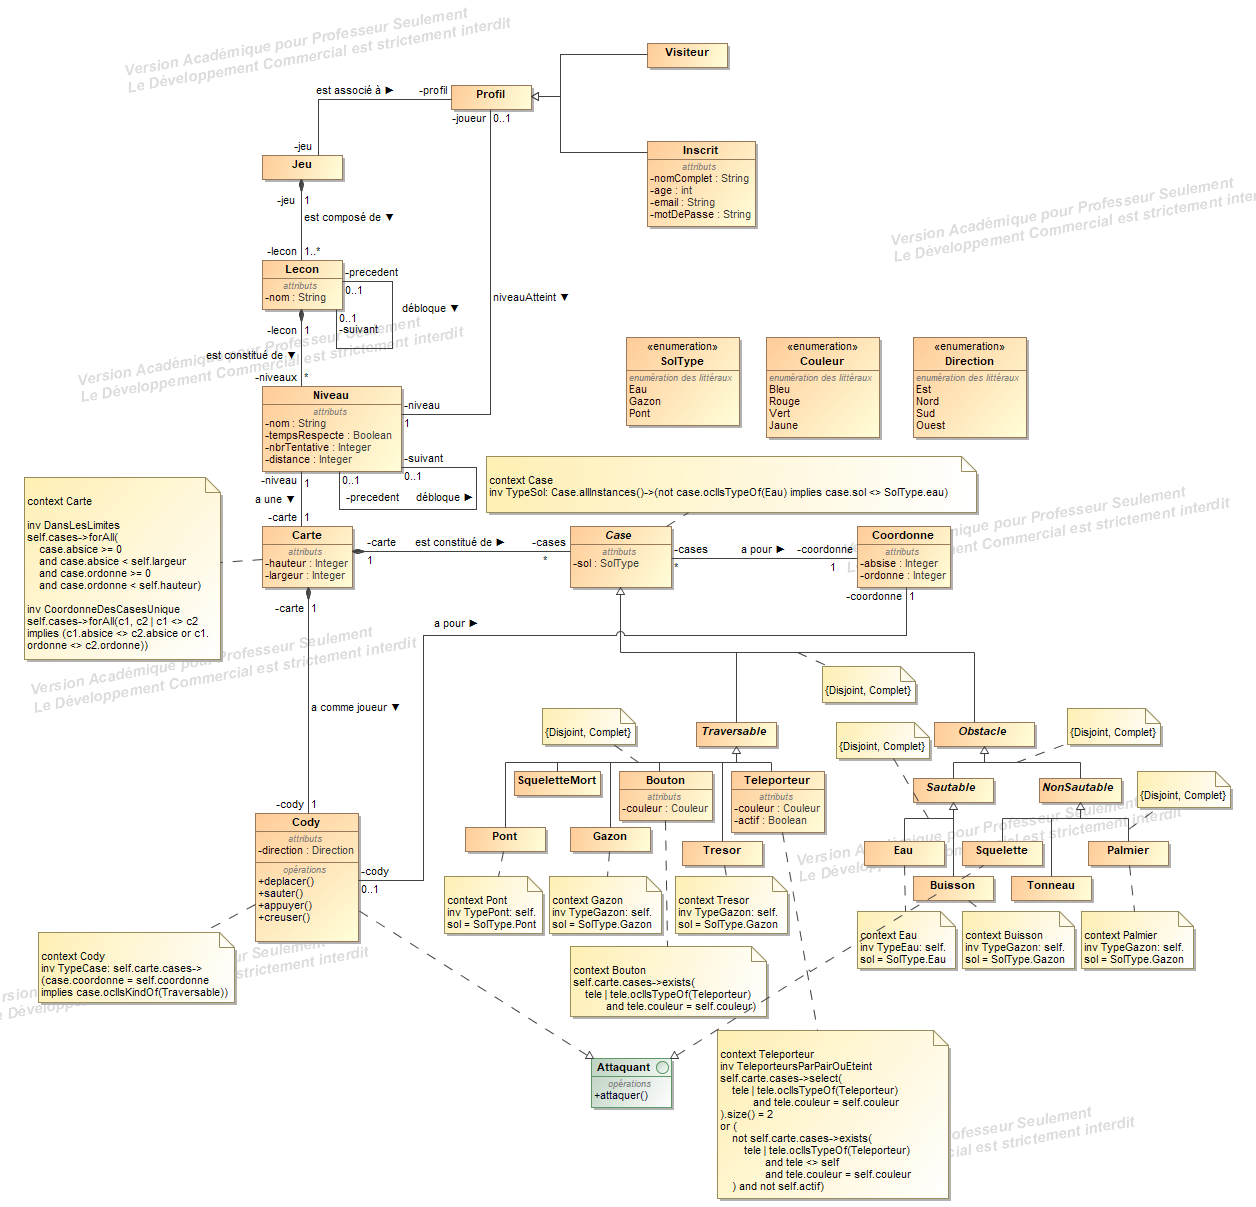 Version Académique pour Professeur Seulement
Le Développement Commercial est strictement interdit
Visiteur
est associé à ►
-profil
Profil
-joueur
0..1
-jeu
Jeu
Inscrit
attributs
-nomComplet : String
-age : int
-email : String
-motDePasse : String
-jeu
1
est composé de ▼
Version Académique pour Professeur Seulement
Le Développement Commercial est strictement inter
-lecon
1..*
Lecon
attributs
-nom : String
-precedent
0..1
débloque ▼
0..1
-suivant
niveauAtteint ▼
-lecon
1
est constitué de ▼
Version Académique pour Professeur Seulement
Le Développement Commercial est strictement interdit
-niveaux
*
«enumeration»
SolType
enumération des littéraux
Eau
Gazon
Pont
«enumeration»
Couleur
enumération des littéraux
Bleu
Rouge
Vert
Jaune
«enumeration»
Direction
enumération des littéraux
Est
Nord
Sud
Ouest
Niveau
attributs
-nom : String
-tempsRespecte : Boolean
-nbrTentative : Integer
-distance : Integer
-niveau
1
-suivant
0..1
0..1
-precedent
débloque ►
-niveau
1
a une ▼
-carte
1
context Case
inv TypeSol: Case.allInstances()->(not case.oclIsTypeOf(Eau) implies case.sol <> SolType.eau)
context Carte
inv DansLesLimites
self.cases->forAll(
case.absice >= 0
and case.absice < self.largeur
and case.ordonne >= 0
and case.ordonne < self.hauteur)
inv CoordonneDesCasesUnique
self.cases->forAll(c1, c2 | c1 <> c2
implies (c1.absice <> c2.absice or c1.
ordonne <> c2.ordonne))
Carte
attributs
-hauteur : Integer
-largeur : Integer
-carte
1
est constitué de ►
-cases
*
Case
attributs
-sol : SolType
-cases
*
a pour ►
-coordonne
1
Coordonne
attributs
-absise : Integer
-ordonne : Integer
ique pour Professeur Seulement
ement Commercial est strictement interdit
-carte
1
-coordonne
1
a pour ►
Version Académique pour Professeur Seulement
Le Développement Commercial est strictement interdit
a comme joueur ▼
{Disjoint, Complet}
{Disjoint, Complet}
Traversable
{Disjoint, Complet}
Obstacle
{Disjoint, Complet}
SqueletteMort
Bouton
attributs
-couleur : Couleur
Teleporteur
attributs
-couleur : Couleur
-actif : Boolean
Sautable
NonSautable
{Disjoint, Complet}
Version Académique pour Professeur Seulement
Pont
Gazon
Tresor
Eau
Squelette
Palmier
Buisson
Tonneau
-cody
1
Cody
attributs
-direction : Direction
opérations
+deplacer()
+sauter()
+appuyer()
+creuser()
-cody
0..1
context Pont
inv TypePont: self.
sol = SolType.Pont
context Gazon
inv TypeGazon: self.
sol = SolType.Gazon
context Tresor
inv TypeGazon: self.
sol = SolType.Gazon
context Eau
inv TypeEau: self.
sol = SolType.Eau
context Buisson
inv TypeGazon: self.
sol = SolType.Gazon
context Palmier
inv TypeGazon: self.
sol = SolType.Gazon
context Cody
inv TypeCase: self.carte.cases->
(case.coordonne = self.coordonne
implies case.oclIsKindOf(Traversable))
context Bouton
self.carte.cases->exists(
tele | tele.oclIsTypeOf(Teleporteur)
and tele.couleur = self.couleur)
Attaquant
opérations
+attaquer()
context Teleporteur
inv TeleporteursParPairOuEteint
self.carte.cases->select(
tele | tele.oclIsTypeOf(Teleporteur)
and tele.couleur = self.couleur
).size() = 2
or (
not self.carte.cases->exists(
tele | tele.oclIsTypeOf(Teleporteur)
and tele <> self
and tele.couleur = self.couleur
) and not self.actif)